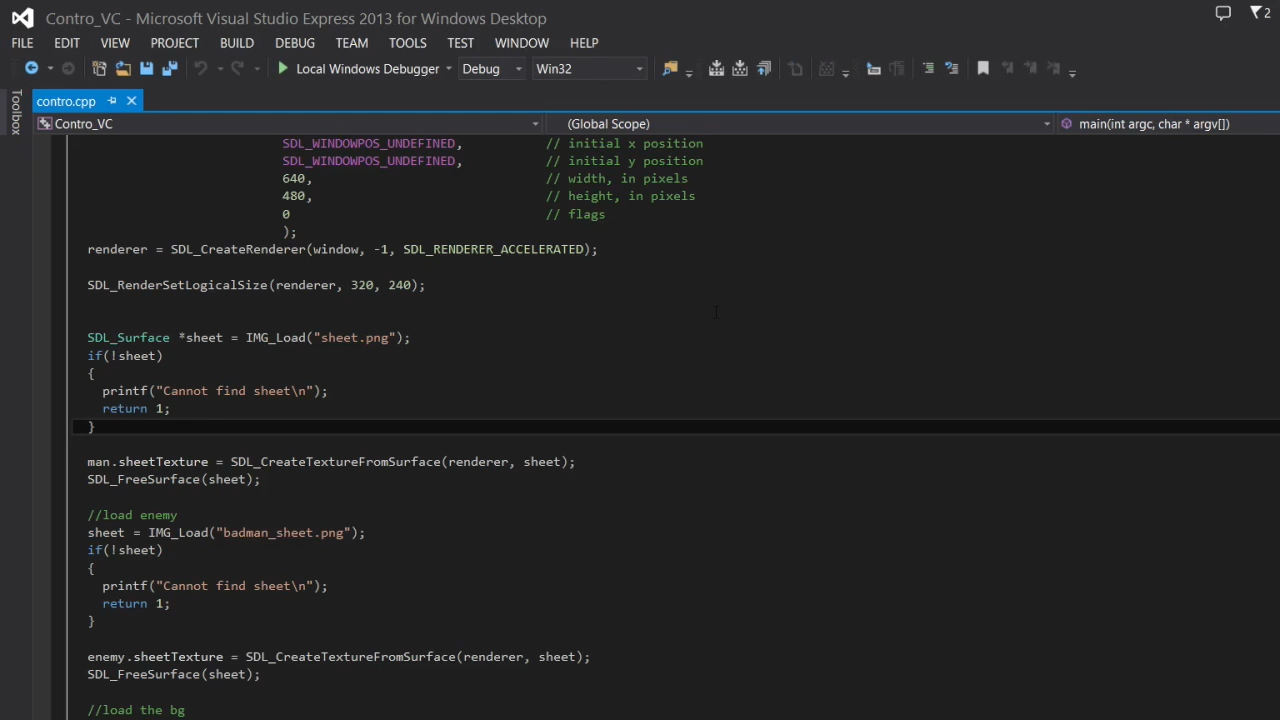 Contro_VC - Microsoft Visual Studio Express 2013 for Windows Desktop
2
FILE EDIT VIEW PROJECT BUILD DEBUG TEAM TOOLS TEST WINDOW HELP
Local Windows Debugger Debug Win32
Toolbox
contro.cpp
Contro_VC (Global Scope) main(int argc, char * argv[])
SDL_WINDOWPOS_UNDEFINED, // initial x position
SDL_WINDOWPOS_UNDEFINED, // initial y position
640, // width, in pixels
480, // height, in pixels
0 // flags
);
renderer = SDL_CreateRenderer(window, -1, SDL_RENDERER_ACCELERATED);
SDL_RenderSetLogicalSize(renderer, 320, 240);
SDL_Surface *sheet = IMG_Load("sheet.png");
if(!sheet)
{
printf("Cannot find sheet\n");
return 1;
}
man.sheetTexture = SDL_CreateTextureFromSurface(renderer, sheet);
SDL_FreeSurface(sheet);
//load enemy
sheet = IMG_Load("badman_sheet.png");
if(!sheet)
{
printf("Cannot find sheet\n");
return 1;
}
enemy.sheetTexture = SDL_CreateTextureFromSurface(renderer, sheet);
SDL_FreeSurface(sheet);
//load the bg